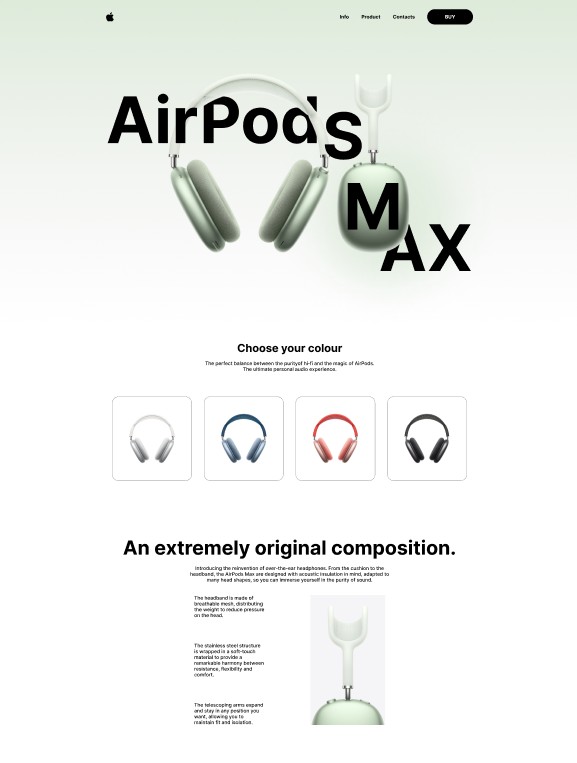 Info Product Contacts BUY
AirPods
MAX
Choose your colour
The perfect balance between the purityof hi-fi and the magic of AirPods.
The ultimate personal audio experience.
An extremely original composition.
Introducing the reinvention of over-the-ear headphones. From the cushion to the
headband, the AirPods Max are designed with acoustic insulation in mind, adapted to
many head shapes, so you can immerse yourself in the purity of sound.
The headband is made of
breathable mesh, distributing
the weight to reduce pressure
on the head.
The stainless steel structure
is wrapped in a soft-touch
material to provide a
remarkable harmony between
resistance, flexibility and
comfort.
The telescoping arms expand
and stay in any position you
want, allowing you to
maintain fit and isolation.